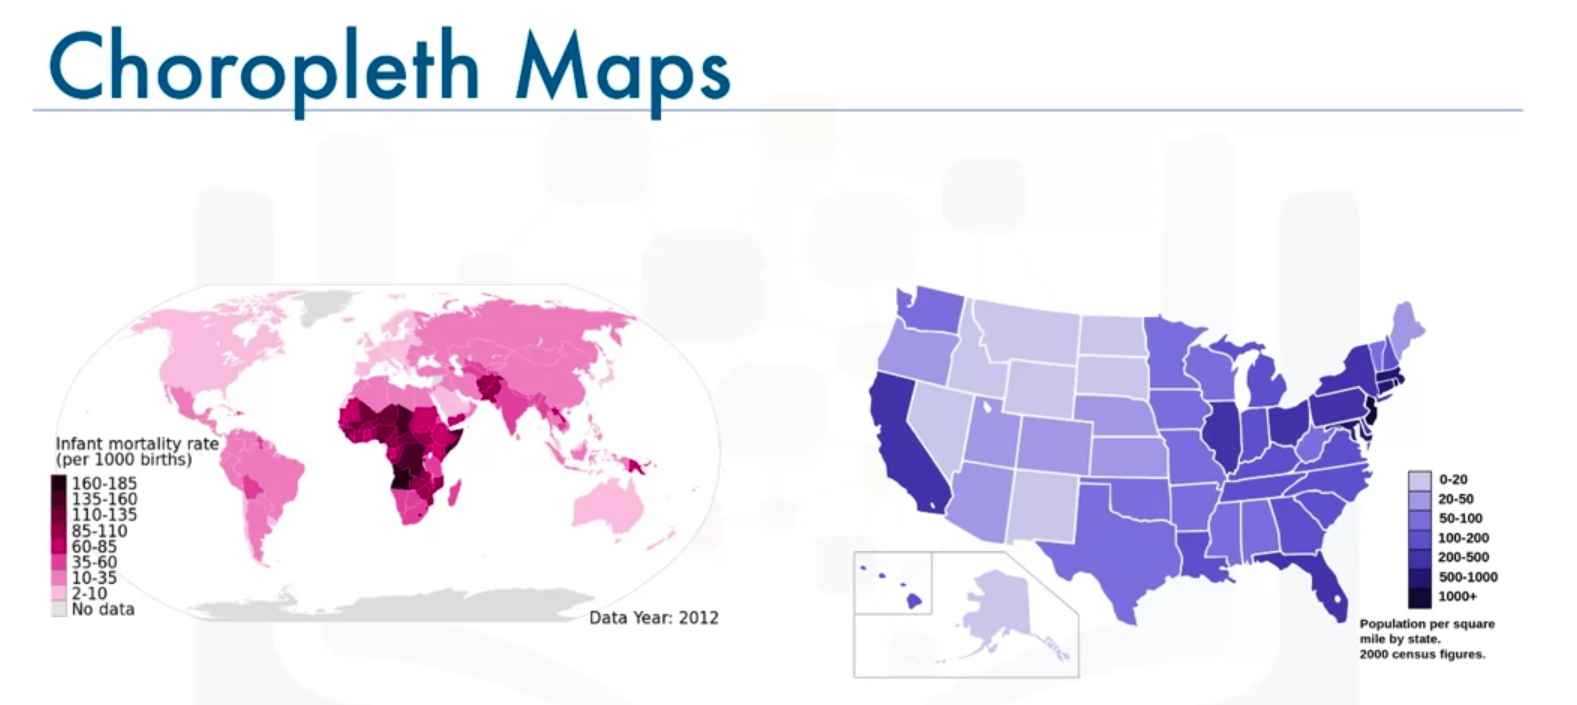 Choropleth Maps
Infant mortality rate
(per 1000 births)
160-185
135-160
110-135
85-110
60-85
35-60
10-35
2-10
No data
Data Year: 2012
0-20
20-50
50-100
100-200
200-500
500-1000
1000+
Population per square
mile by state.
2000 census figures.